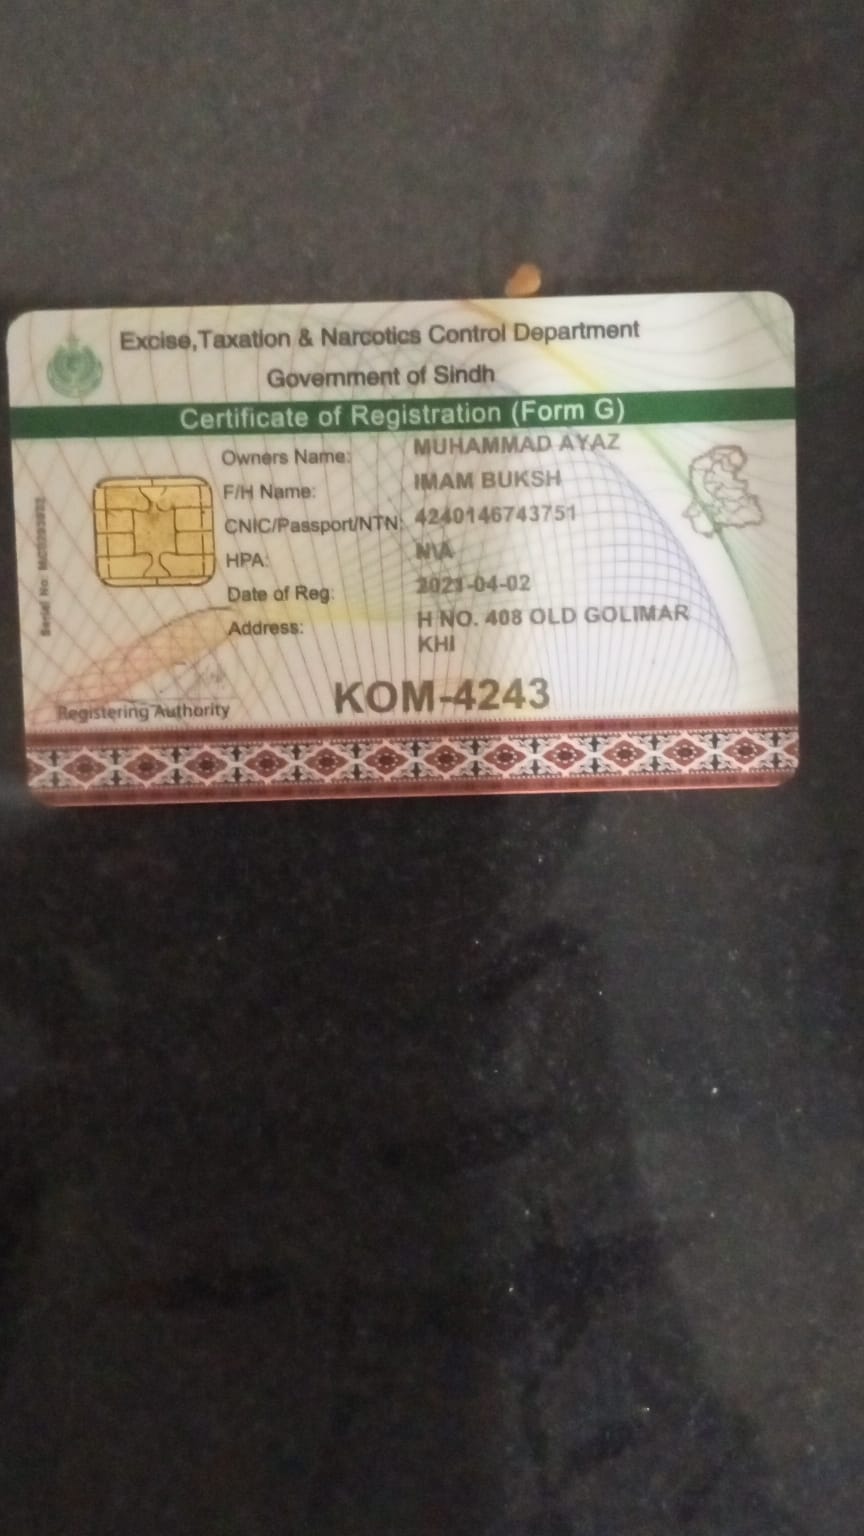 Excise,Taxation & Narcotics Control Department
Government of Sindh
Certificate of Registration (Form G)
Owners Name: MUHAMMAD AYAZ
F/H Name: IMAM BUKSH
CNIC/Passport/NTN: 4240146743751
HPA: N\A
Date of Reg: 2021-04-02
Address: H NO. 408 OLD GOLIMAR
KHI
Serial No:
Registering Authority
KOM-4243